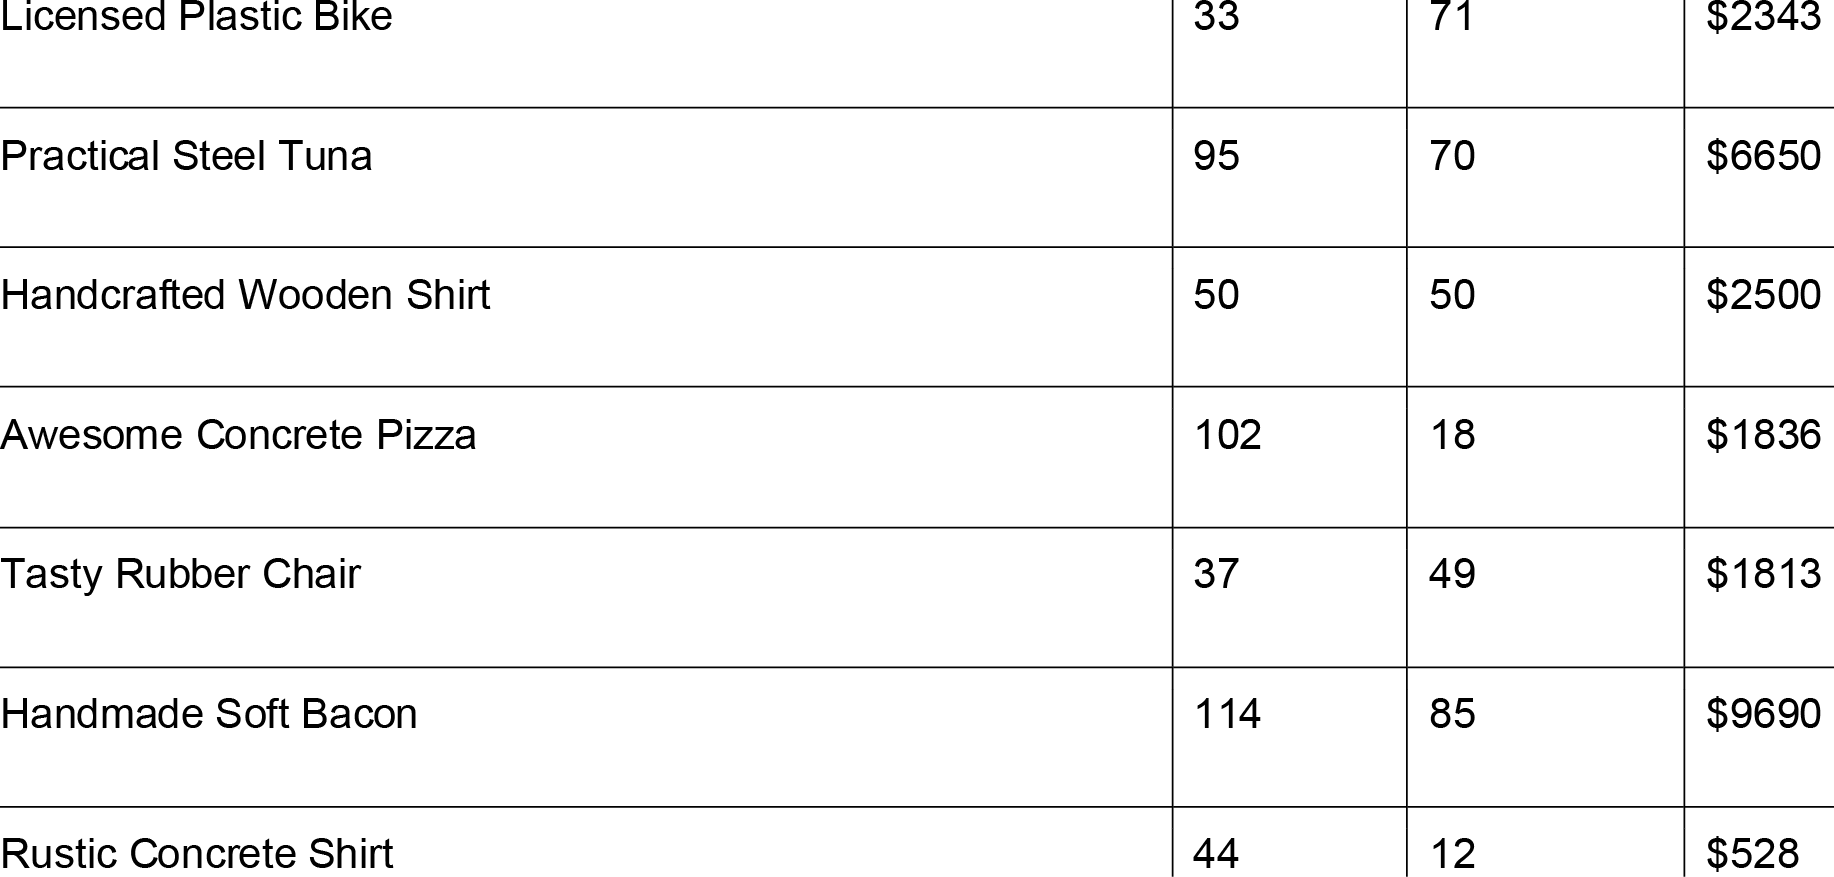 Licensed Plastic Bike 33 71 $2343
Practical Steel Tuna 95 70 $6650
Handcrafted Wooden Shirt 50 50 $2500
Awesome Concrete Pizza 102 18 $1836
Tasty Rubber Chair 37 49 $1813
Handmade Soft Bacon 114 85 $9690
Rustic Concrete Shirt 44 12 $528